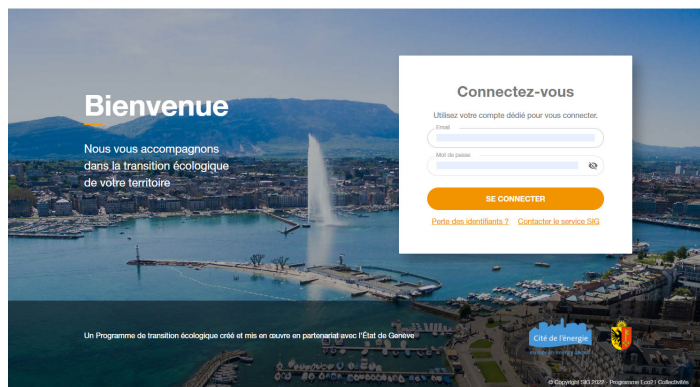 Bienvenue
Nous vous accompagnons
dans la transition écologique
de votre territoire
Connectez-vous
Utilisez votre compte dédié pour vous connecter.
Email
Mot de passe
SE CONNECTER
Perte des identifiants ? Contacter le service SIG
Un Programme de transition écologique créé et mis en œuvre en partenariat avec l'État de Genève
Cité de l'énergie
european energy award
© Copyright SIG 2022 - Programme Eco21 Collectivités